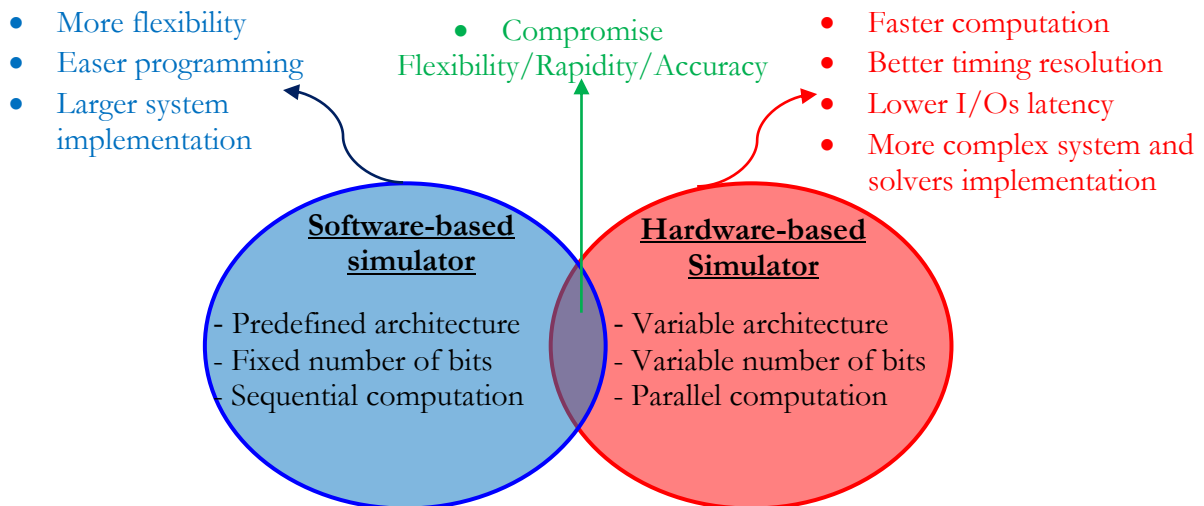 • More flexibility
• Easer programming
• Larger system
implementation
• Compromise
Flexibility/Rapidity/Accuracy
• Faster computation
• Better timing resolution
• Lower I/Os latency
• More complex system and
solvers implementation
Software-based
simulator
- Predefined architecture
- Fixed number of bits
- Sequential computation
Hardware-based
Simulator
- Variable architecture
- Variable number of bits
- Parallel computation